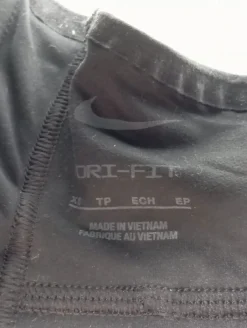 DRI-FIT
XS TP ECH EP
MADE IN VIETNAM
FABRIQUE AU VIETNAM